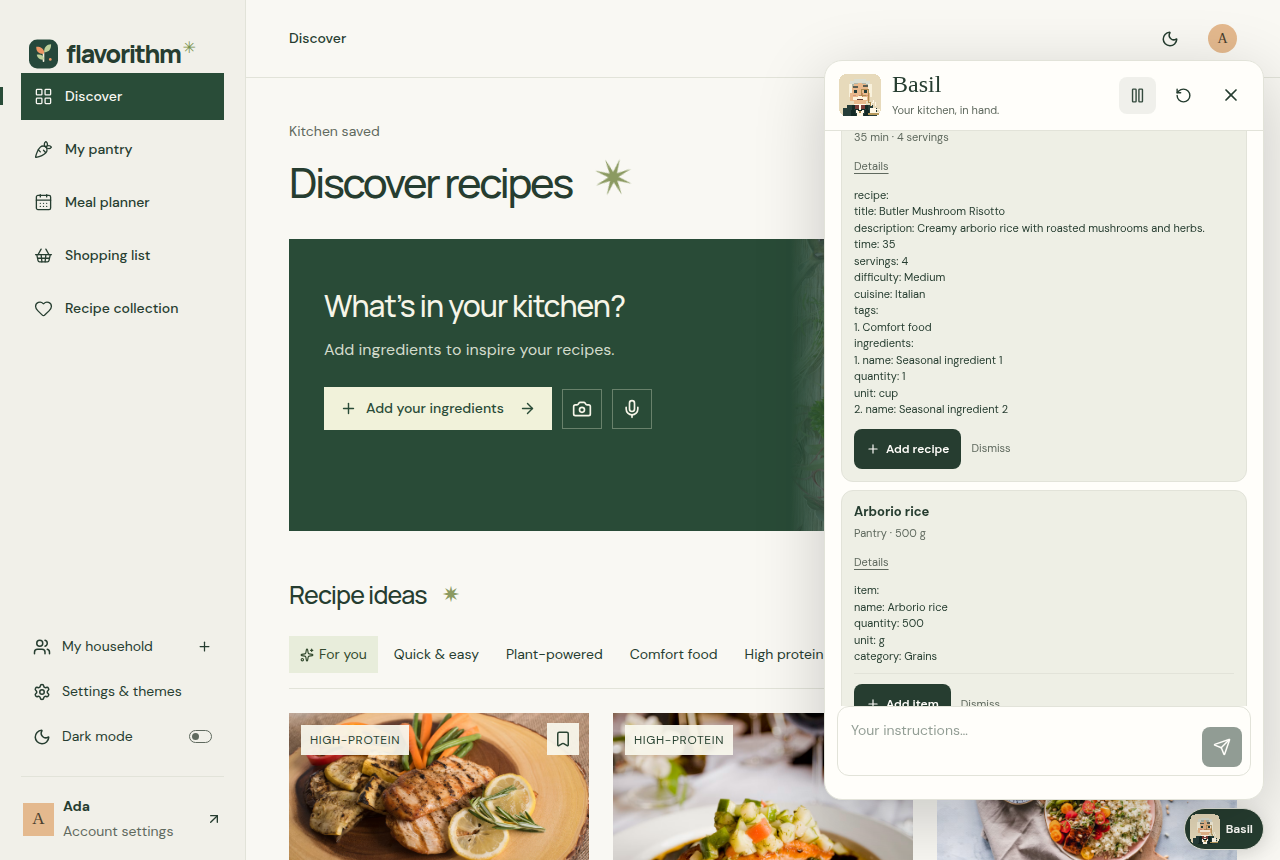 flavorithm
Discover
My pantry
Meal planner
Shopping list
Recipe collection
My household
Settings & themes
Dark mode
A
Ada
Account settings
Discover
A
Kitchen saved
Discover recipes
What's in your kitchen?
Add ingredients to inspire your recipes.
Add your ingredients
Recipe ideas
For you
Quick & easy
Plant-powered
Comfort food
High protein
HIGH-PROTEIN
HIGH-PROTEIN
Basil
Your kitchen, in hand.
35 min · 4 servings
Details
recipe:
title: Butler Mushroom Risotto
description: Creamy arborio rice with roasted mushrooms and herbs.
time: 35
servings: 4
difficulty: Medium
cuisine: Italian
tags:
1. Comfort food
ingredients:
1. name: Seasonal ingredient 1
quantity: 1
unit: cup
2. name: Seasonal ingredient 2
Add recipe
Dismiss
Arborio rice
Pantry · 500 g
Details
item:
name: Arborio rice
quantity: 500
unit: g
category: Grains
Add item
Dismiss
Your instructions…
Basil